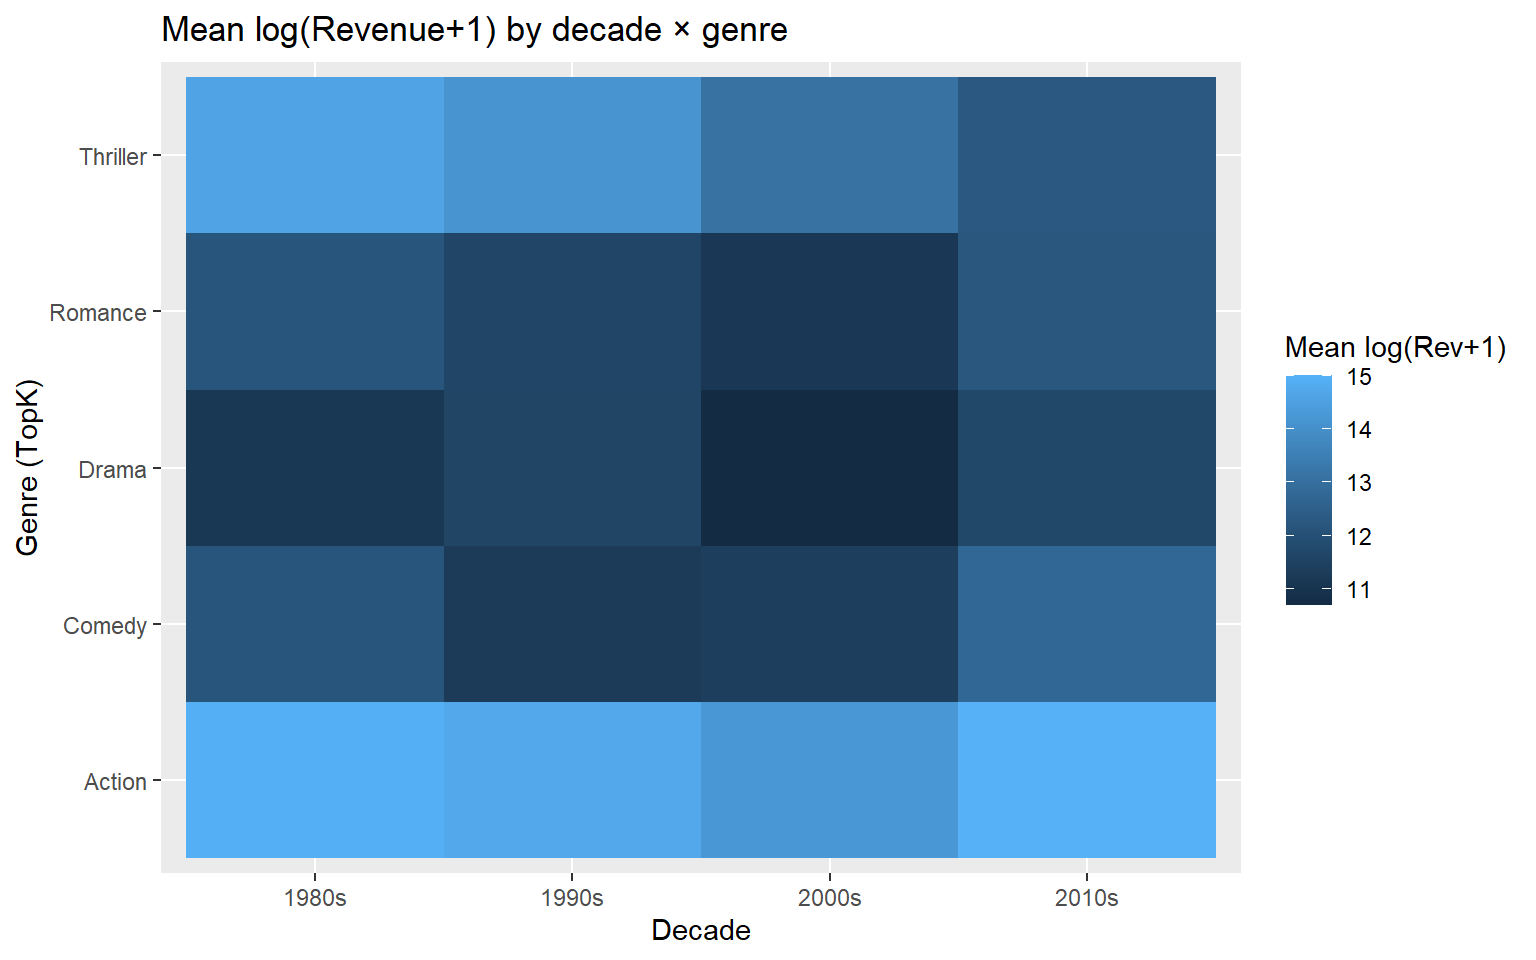 Mean log(Revenue+1) by decade × genre
Genre (TopK)
Thriller
Romance
Drama
Comedy
Action
1980s
1990s
2000s
2010s
Decade
Mean log(Rev+1)
15
14
13
12
11